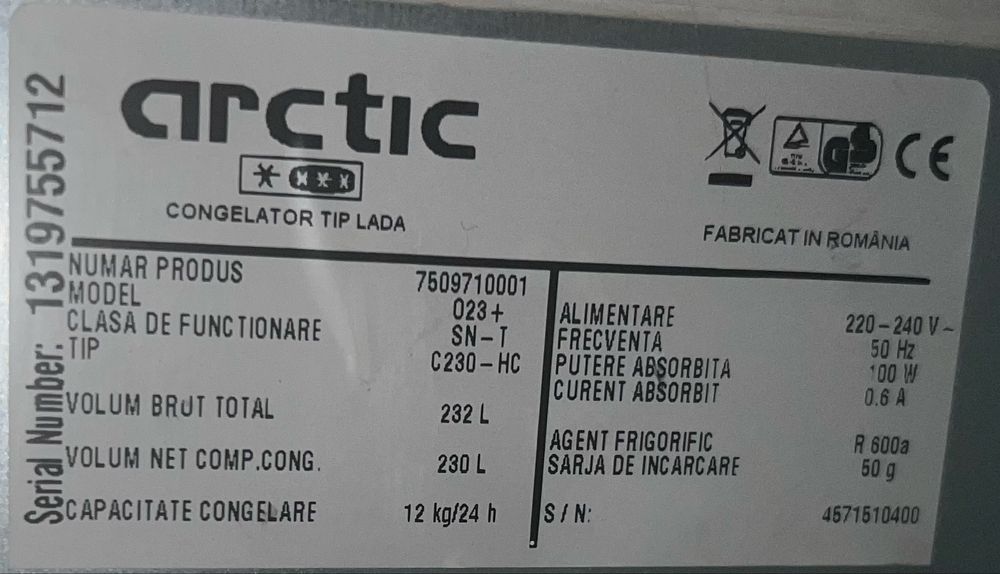 arctic
CONGELATOR TIP LADA
FABRICAT IN ROMÂNIA
GS CE
Serial Number: 1319755712
NUMAR PRODUS 7509710001
MODEL O23+
CLASA DE FUNCTIONARE SN-T
TIP C230-HC
VOLUM BRUT TOTAL 232 L
VOLUM NET COMP.CONG. 230 L
CAPACITATE CONGELARE 12 kg/24 h
ALIMENTARE 220-240 V~
FRECVENTA 50 Hz
PUTERE ABSORBITA 100 W
CURENT ABSORBIT 0.6 A
AGENT FRIGORIFIC R 600a
SARJA DE INCARCARE 50 g
S/N: 4571510400